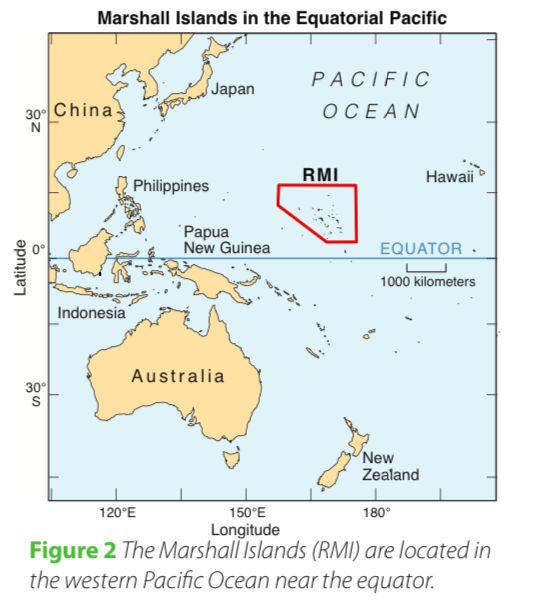 Marshall Islands in the Equatorial Pacific
PACIFIC
OCEAN
Japan
China
30°
N
RMI
Hawaii
Philippines
Papua
New Guinea
EQUATOR
0°
1000 kilometers
Latitude
Indonesia
Australia
30°
S
New
Zealand
120°E
150°E
180°
Longitude
Figure 2 The Marshall Islands (RMI) are located in
the western Pacific Ocean near the equator.